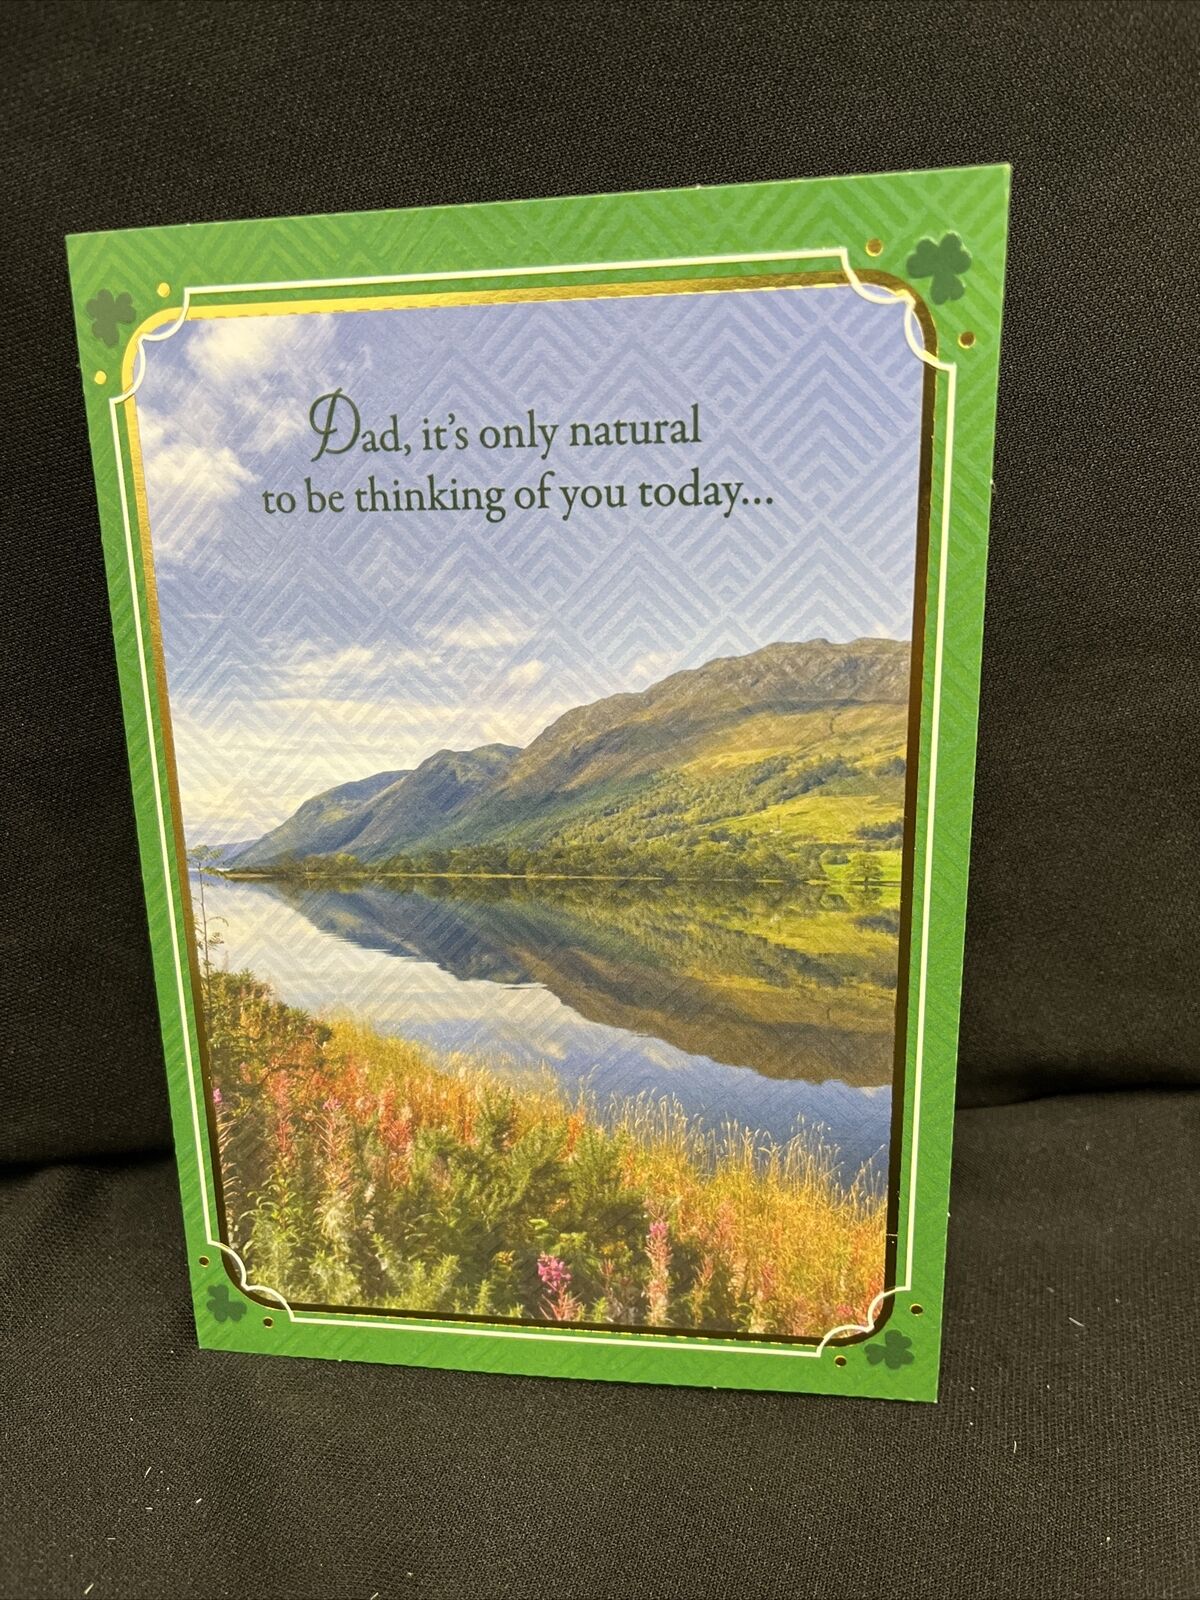 Dad, it's only natural
to be thinking of you today...